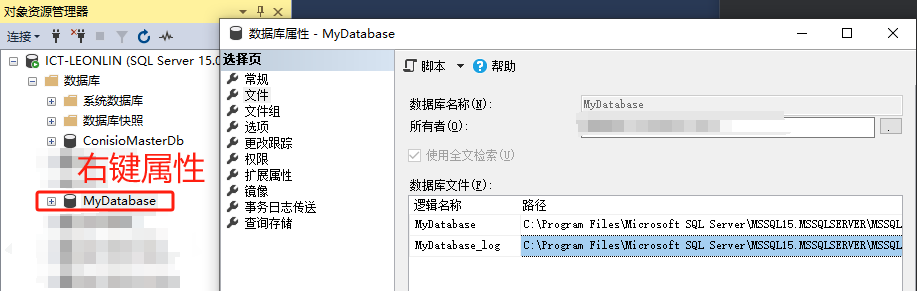 对象资源管理器
连接
ICT-LEONLIN (SQL Server 15.0
数据库
系统数据库
数据库快照
ConisioMasterDb
右键属性
MyDatabase
数据库属性 - MyDatabase
选择页
常规
文件
文件组
选项
更改跟踪
权限
扩展属性
镜像
事务日志传送
查询存储
脚本
帮助
数据库名称(N):
MyDatabase
所有者(O):
使用全文检索(U)
数据库文件(F):
逻辑名称 路径
MyDatabase C:\Program Files\Microsoft SQL Server\MSSQL15.MSSQLSERVER\MSSQL
MyDatabase_log C:\Program Files\Microsoft SQL Server\MSSQL15.MSSQLSERVER\MSSQL